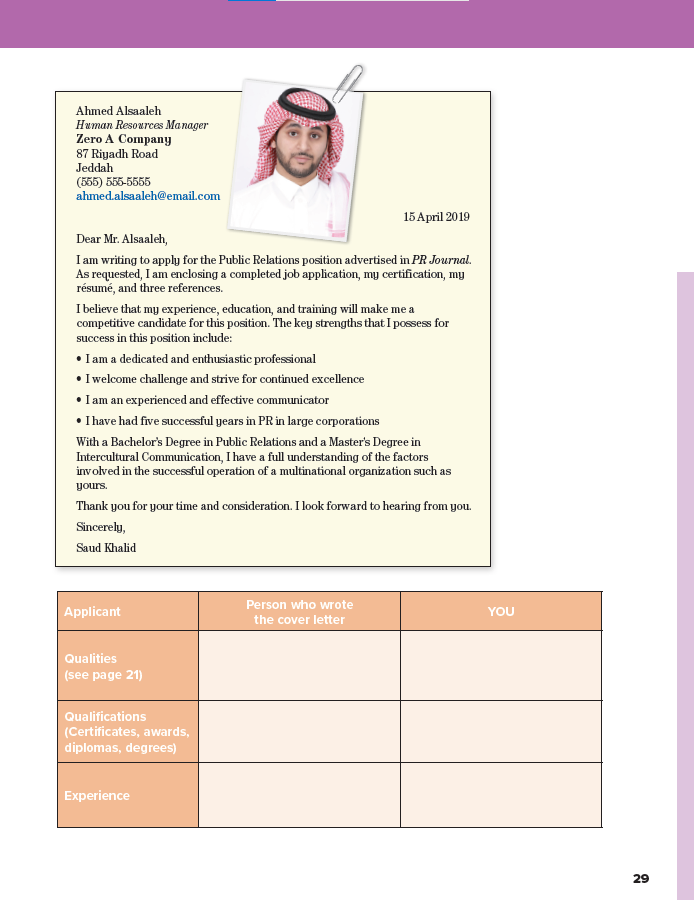 Ahmed Alsaaleh
Human Resources Manager
Zero A Company
87 Riyadh Road
Jeddah
(555) 555-5555
ahmed.alsaaleh@email.com
15 April 2019
Dear Mr. Alsaaleh,
I am writing to apply for the Public Relations position advertised in PR Journal.
As requested, I am enclosing a completed job application, my certification, my
résumé, and three references.
I believe that my experience, education, and training will make me a
competitive candidate for this position. The key strengths that I possess for
success in this position include:
• I am a dedicated and enthusiastic professional
• I welcome challenge and strive for continued excellence
• I am an experienced and effective communicator
• I have had five successful years in PR in large corporations
With a Bachelor's Degree in Public Relations and a Master's Degree in
Intercultural Communication, I have a full understanding of the factors
involved in the successful operation of a multinational organization such as
yours.
Thank you for your time and consideration. I look forward to hearing from you.
Sincerely,
Saud Khalid
Applicant
Person who wrote
the cover letter
YOU
Qualities
(see page 21)
Qualifications
(Certificates, awards,
diplomas, degrees)
Experience
29